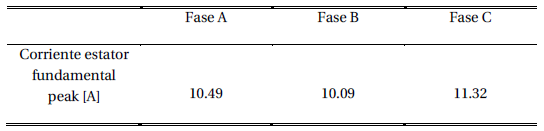 Fase A Fase B Fase C
Corriente estator
fundamental
peak [A] 10.49 10.09 11.32